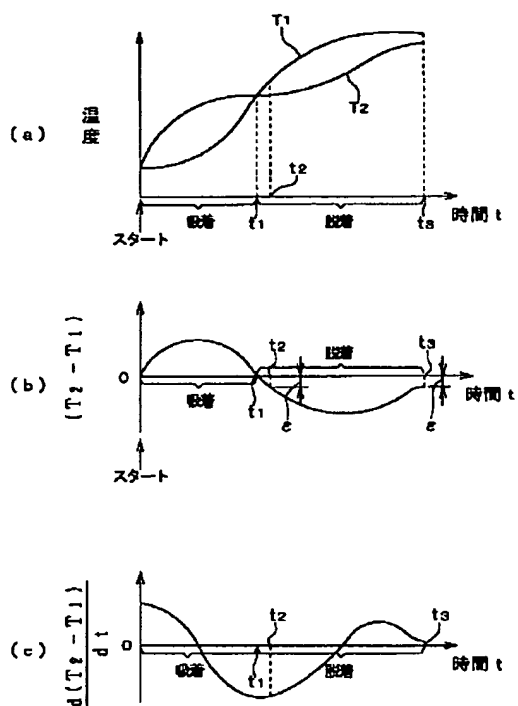 (a)
温度
T1
T2
t2
吸着
t1
脱着
t3
時間 t
スタート
(b)
(T2 - T1)
0
吸着
t1
t2
脱着
t3
e
e
時間 t
スタート
(c)
d(T2 - T1)
dt
0
吸着
t1
t2
脱着
t3
時間 t